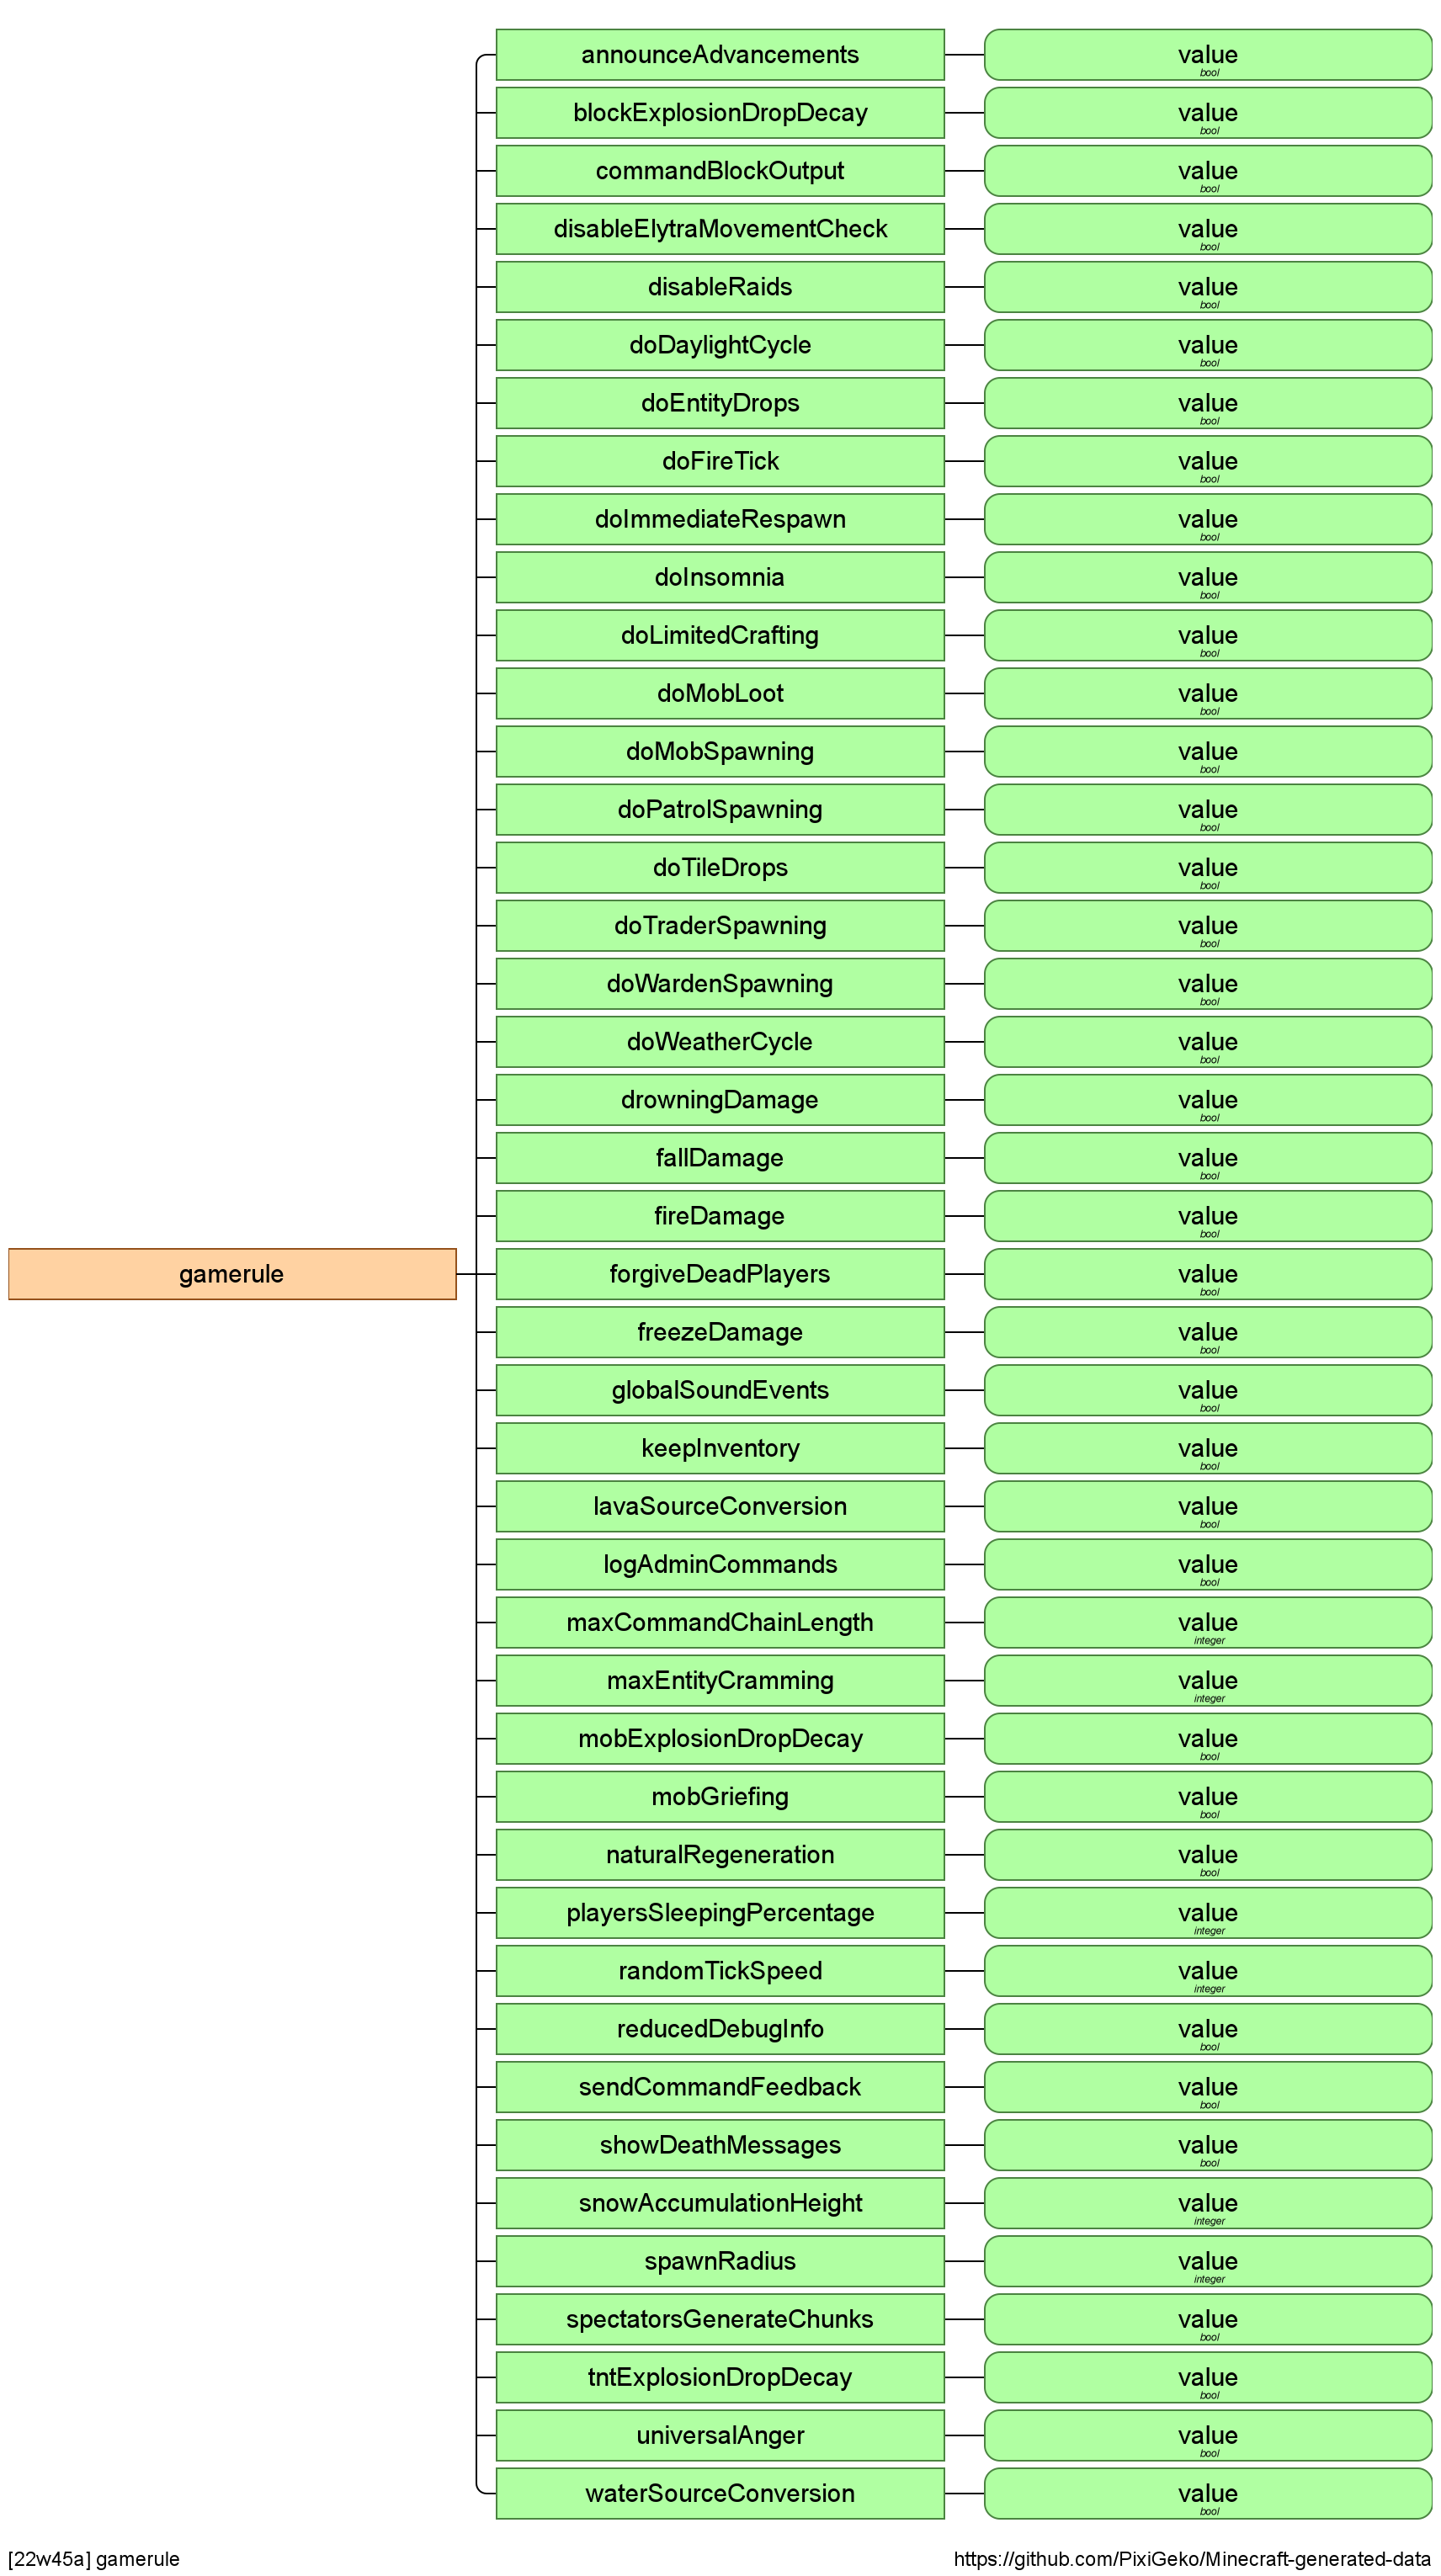 announceAdvancements value
bool
blockExplosionDropDecay value
bool
commandBlockOutput value
bool
disableElytraMovementCheck value
bool
disableRaids value
bool
doDaylightCycle value
bool
doEntityDrops value
bool
doFireTick value
bool
doImmediateRespawn value
bool
doInsomnia value
bool
doLimitedCrafting value
bool
doMobLoot value
bool
doMobSpawning value
bool
doPatrolSpawning value
bool
doTileDrops value
bool
doTraderSpawning value
bool
doWardenSpawning value
bool
doWeatherCycle value
bool
drowningDamage value
bool
fallDamage value
bool
fireDamage value
bool
gamerule forgiveDeadPlayers value
bool
freezeDamage value
bool
globalSoundEvents value
bool
keepInventory value
bool
lavaSourceConversion value
bool
logAdminCommands value
bool
maxCommandChainLength value
integer
maxEntityCramming value
integer
mobExplosionDropDecay value
bool
mobGriefing value
bool
naturalRegeneration value
bool
playersSleepingPercentage value
integer
randomTickSpeed value
integer
reducedDebugInfo value
bool
sendCommandFeedback value
bool
showDeathMessages value
bool
snowAccumulationHeight value
integer
spawnRadius value
integer
spectatorsGenerateChunks value
bool
tntExplosionDropDecay value
bool
universalAnger value
bool
waterSourceConversion value
bool
[22w45a] gamerule https://github.com/PixiGeko/Minecraft-generated-data